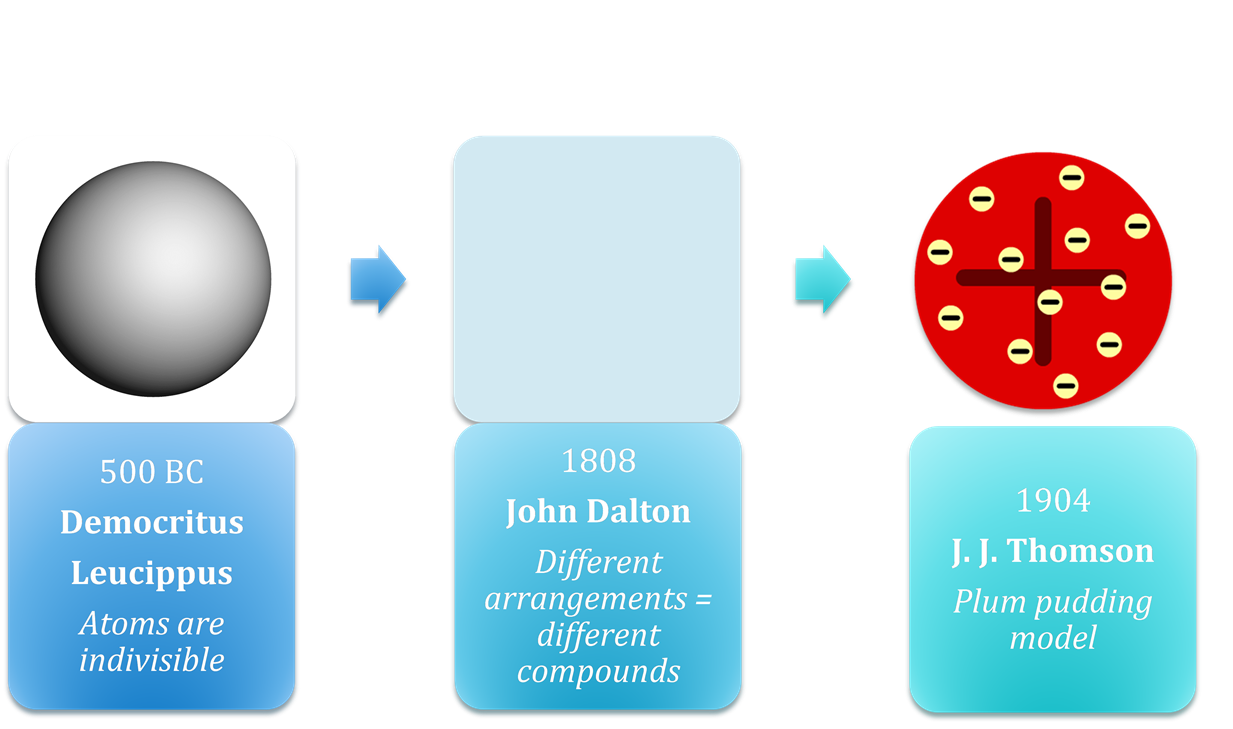 500 BC
Democritus
Leucippus
Atoms are
indivisible
1808
John Dalton
Different
arrangements =
different
compounds
1904
J. J. Thomson
Plum pudding
model